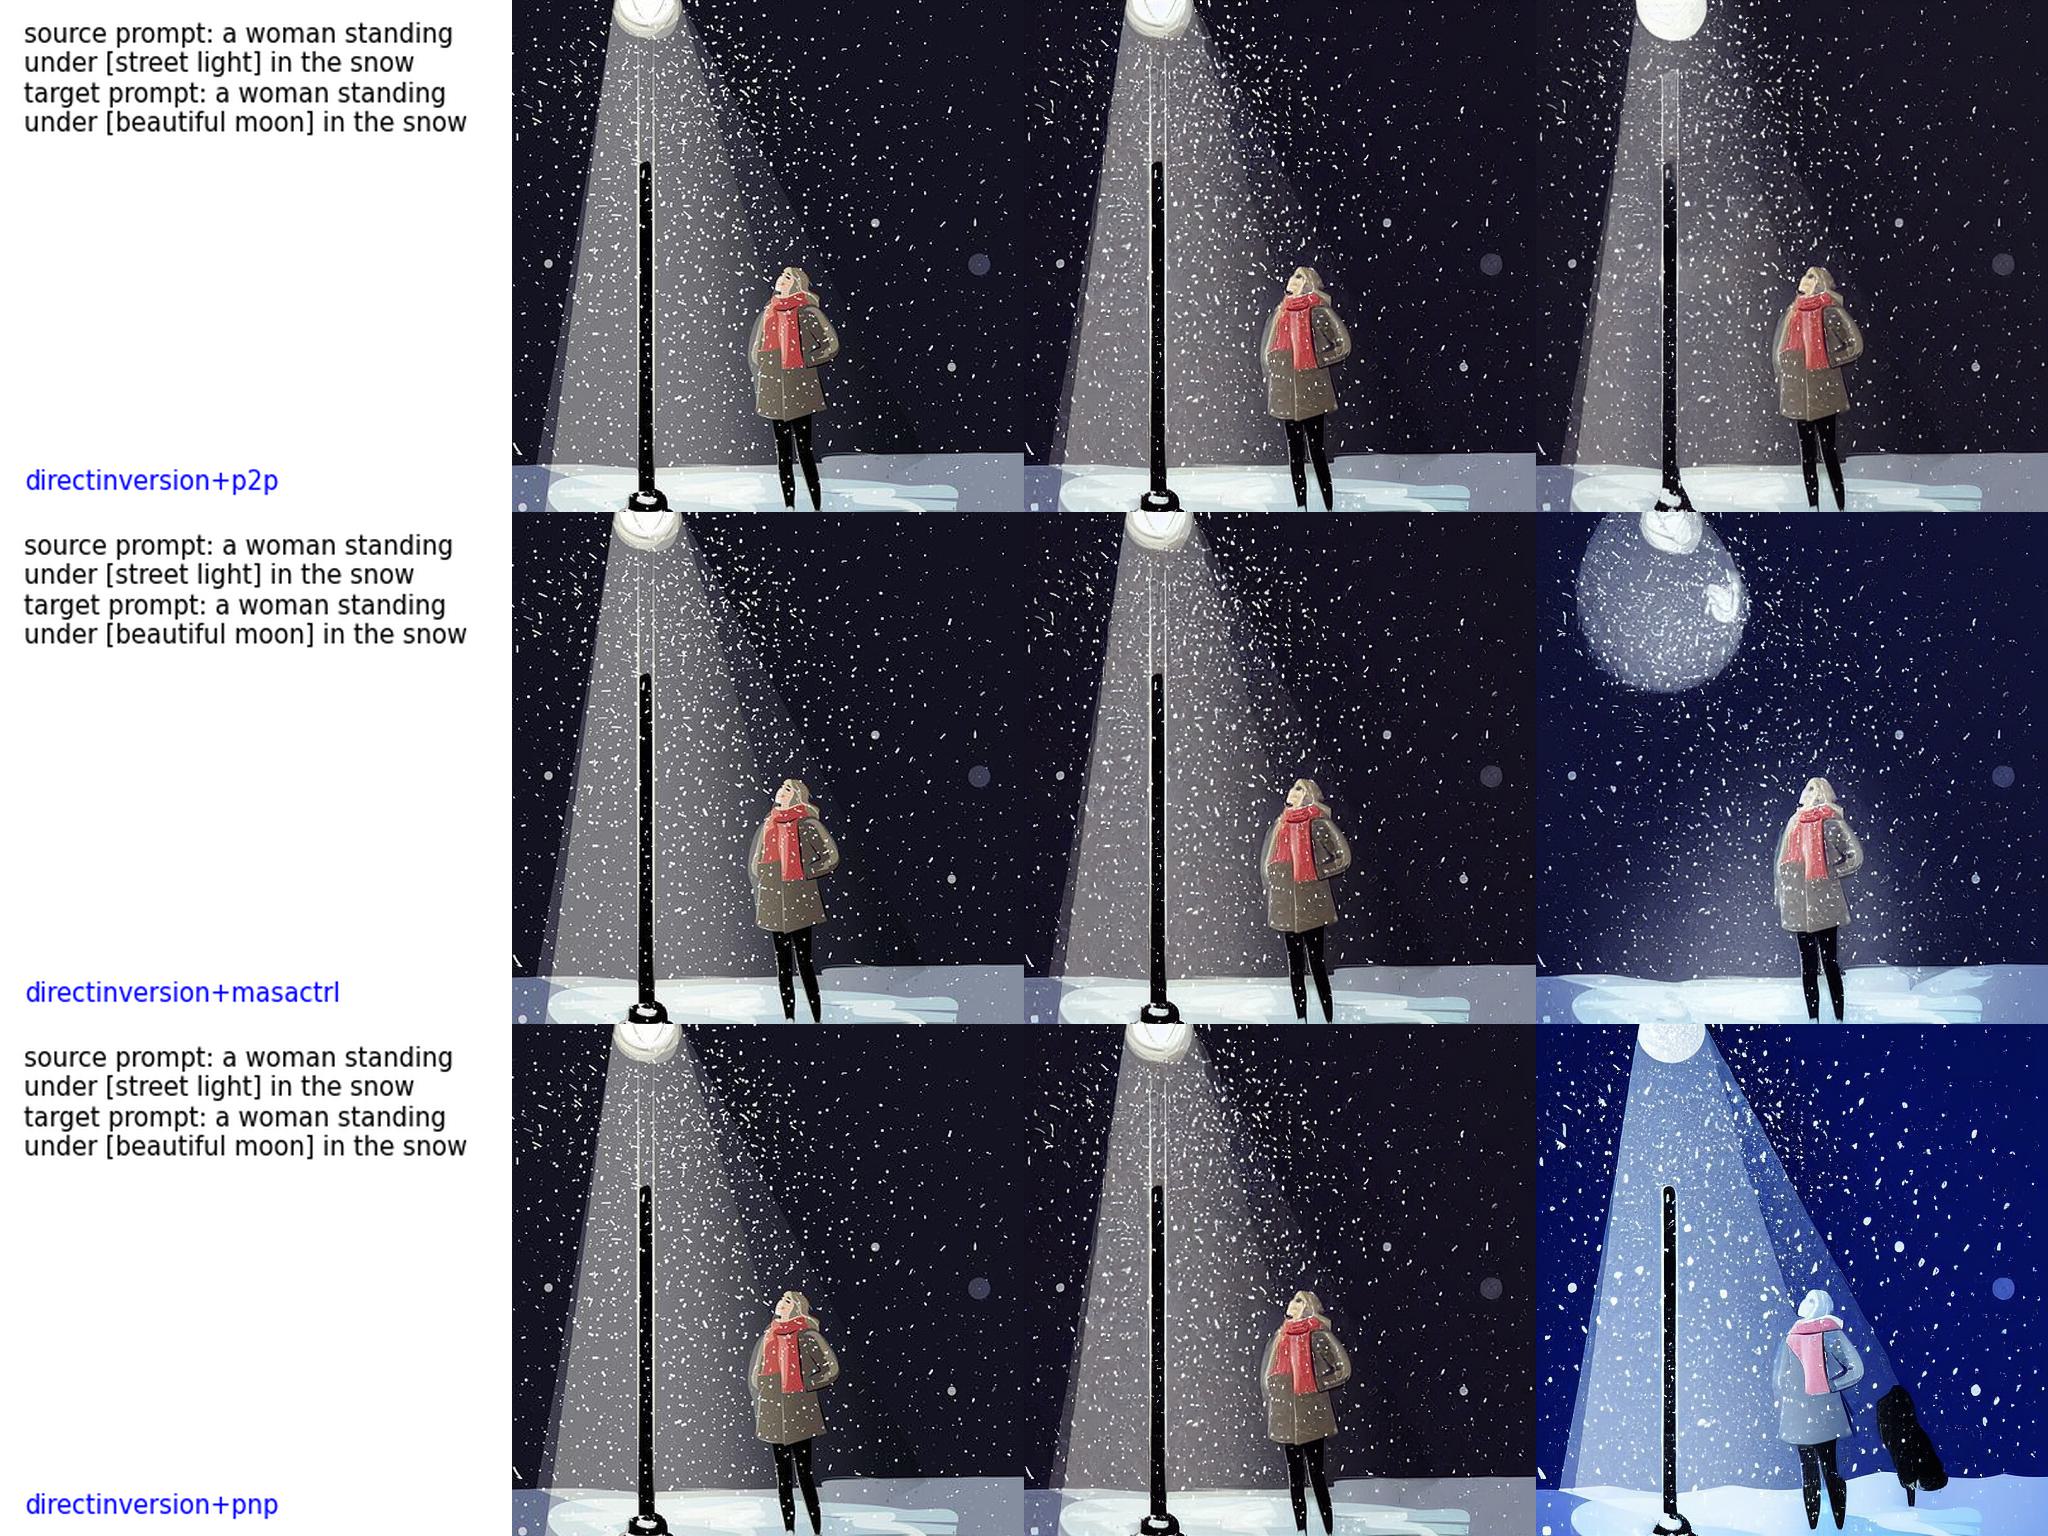 source prompt: a woman standing
under [street light] in the snow
target prompt: a woman standing
under [beautiful moon] in the snow
directinversion+p2p
source prompt: a woman standing
under [street light] in the snow
target prompt: a woman standing
under [beautiful moon] in the snow
directinversion+masactrl
source prompt: a woman standing
under [street light] in the snow
target prompt: a woman standing
under [beautiful moon] in the snow
directinversion+pnp